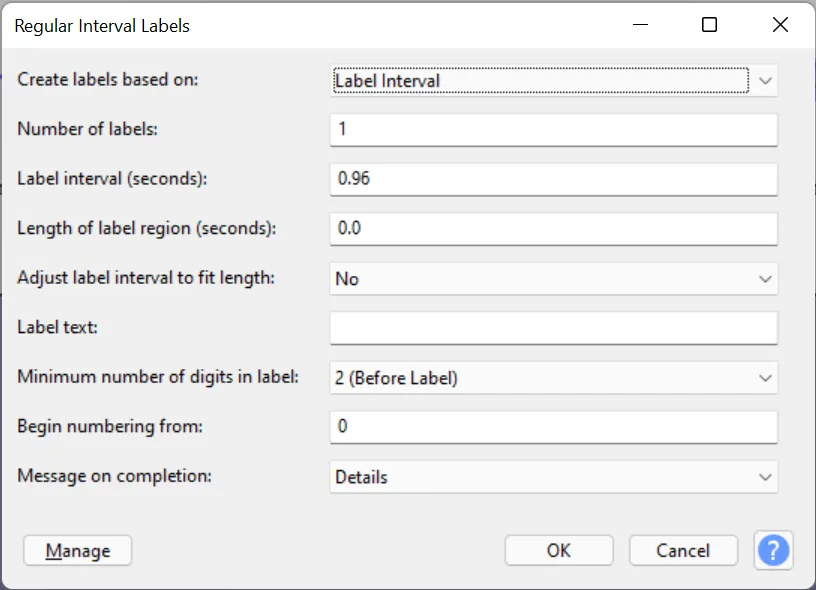 Regular Interval Labels
Create labels based on: Label Interval
Number of labels: 1
Label interval (seconds): 0.96
Length of label region (seconds): 0.0
Adjust label interval to fit length: No
Label text:
Minimum number of digits in label: 2 (Before Label)
Begin numbering from: 0
Message on completion: Details
Manage OK Cancel ?